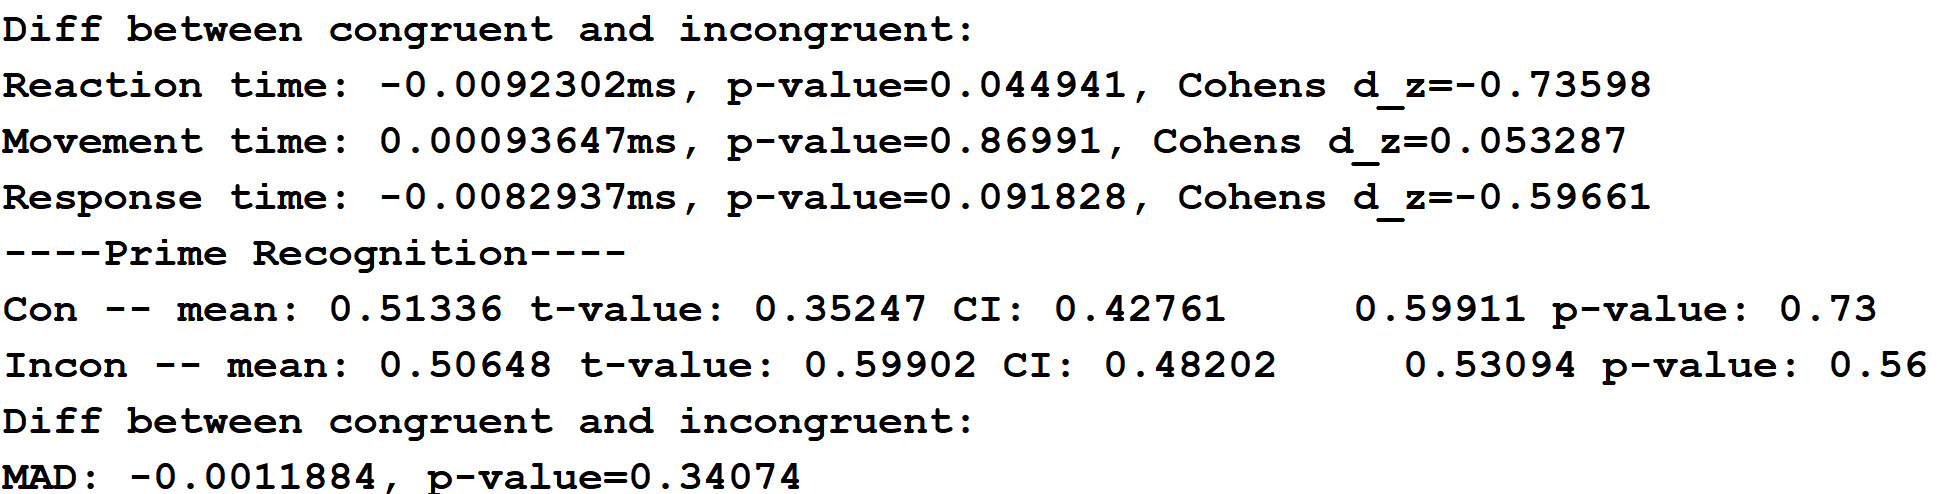 Diff between congruent and incongruent:
Reaction time: -0.0092302ms, p-value=0.044941, Cohens d_z=-0.73598
Movement time: 0.00093647ms, p-value=0.86991, Cohens d_z=0.053287
Response time: -0.0082937ms, p-value=0.091828, Cohens d_z=-0.59661
----Prime Recognition----
Con -- mean: 0.51336 t-value: 0.35247 CI: 0.42761     0.59911 p-value: 0.73
Incon -- mean: 0.50648 t-value: 0.59902 CI: 0.48202     0.53094 p-value: 0.56
Diff between congruent and incongruent:
MAD: -0.0011884, p-value=0.34074